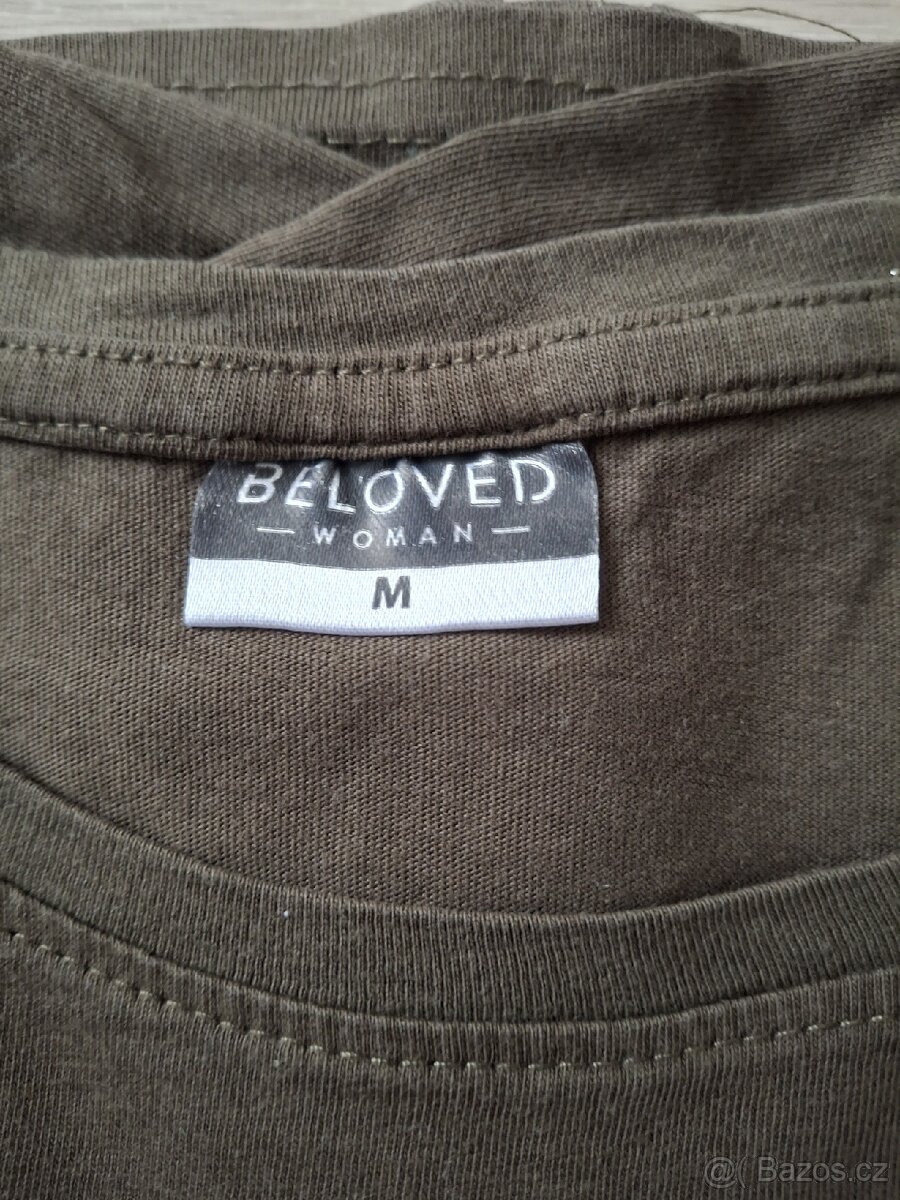 BELOVED
— WOMAN —
M
@( Bazos.cz